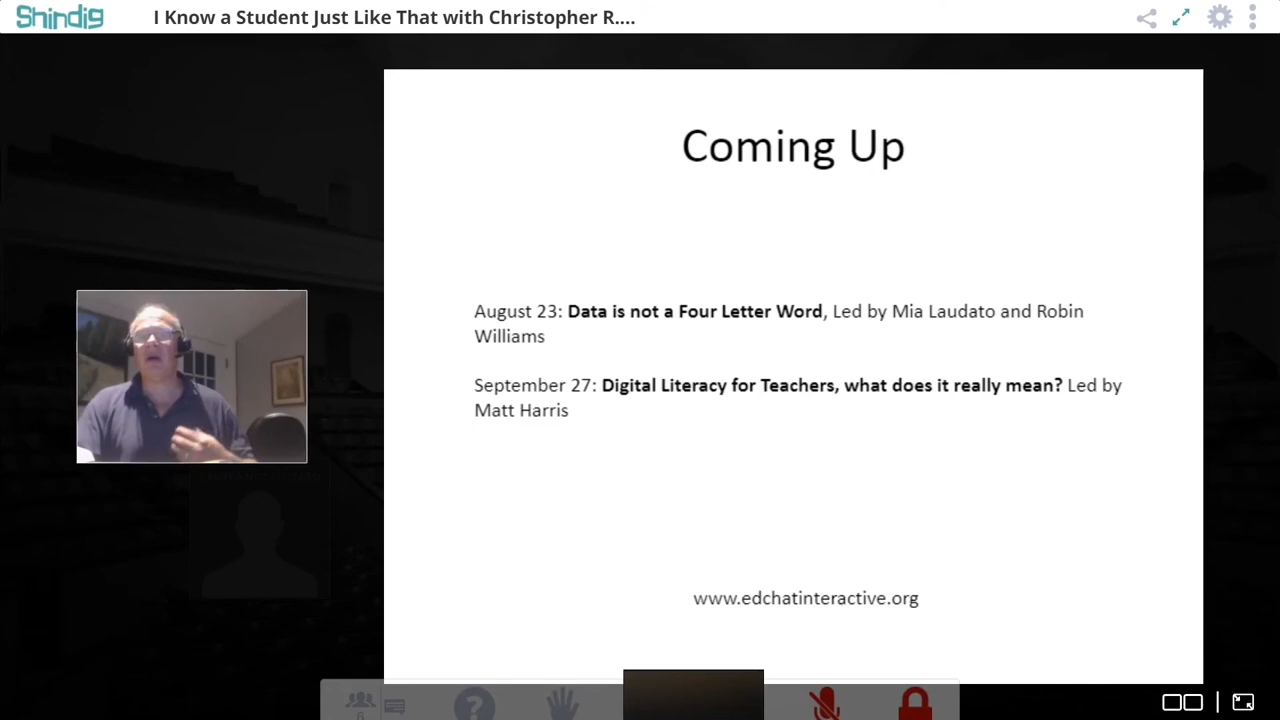 Shindig
I Know a Student Just Like That with Christopher R....
Coming Up
August 23: Data is not a Four Letter Word, Led by Mia Laudato and Robin
Williams
September 27: Digital Literacy for Teachers, what does it really mean? Led by
Matt Harris
www.edchatinteractive.org